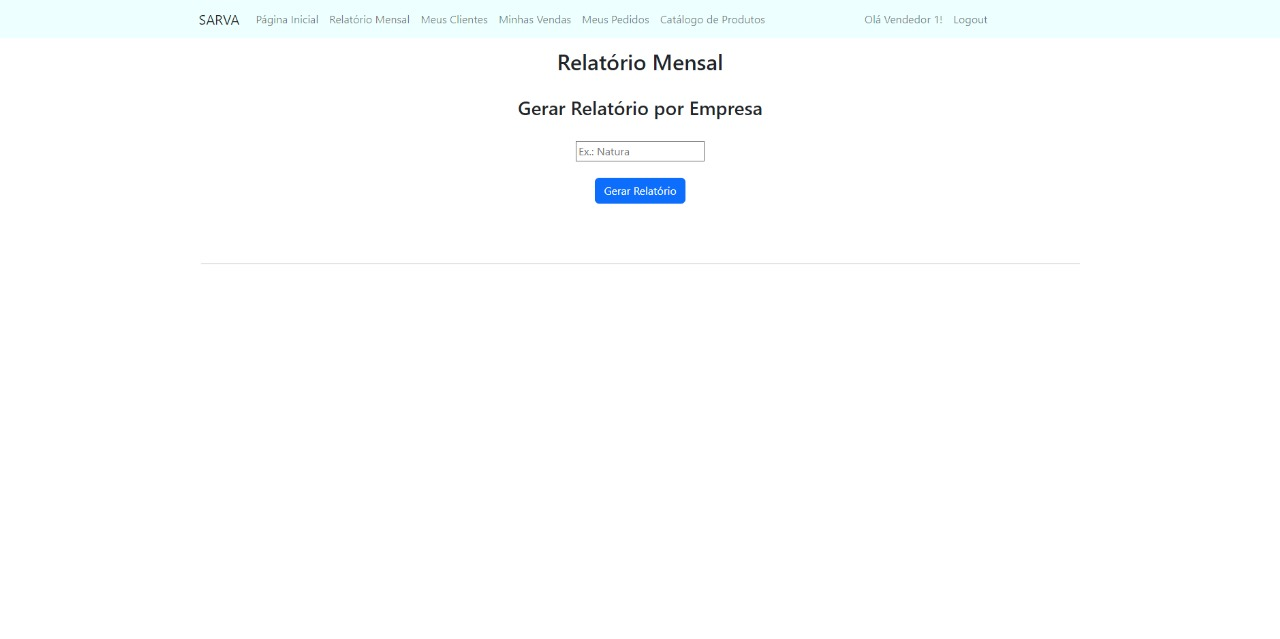 SARVA Página Inicial Relatório Mensal Meus Clientes Minhas Vendas Meus Pedidos Catálogo de Produtos Olá Vendedor 1! Logout
Relatório Mensal
Gerar Relatório por Empresa
Ex.: Natura
Gerar Relatório